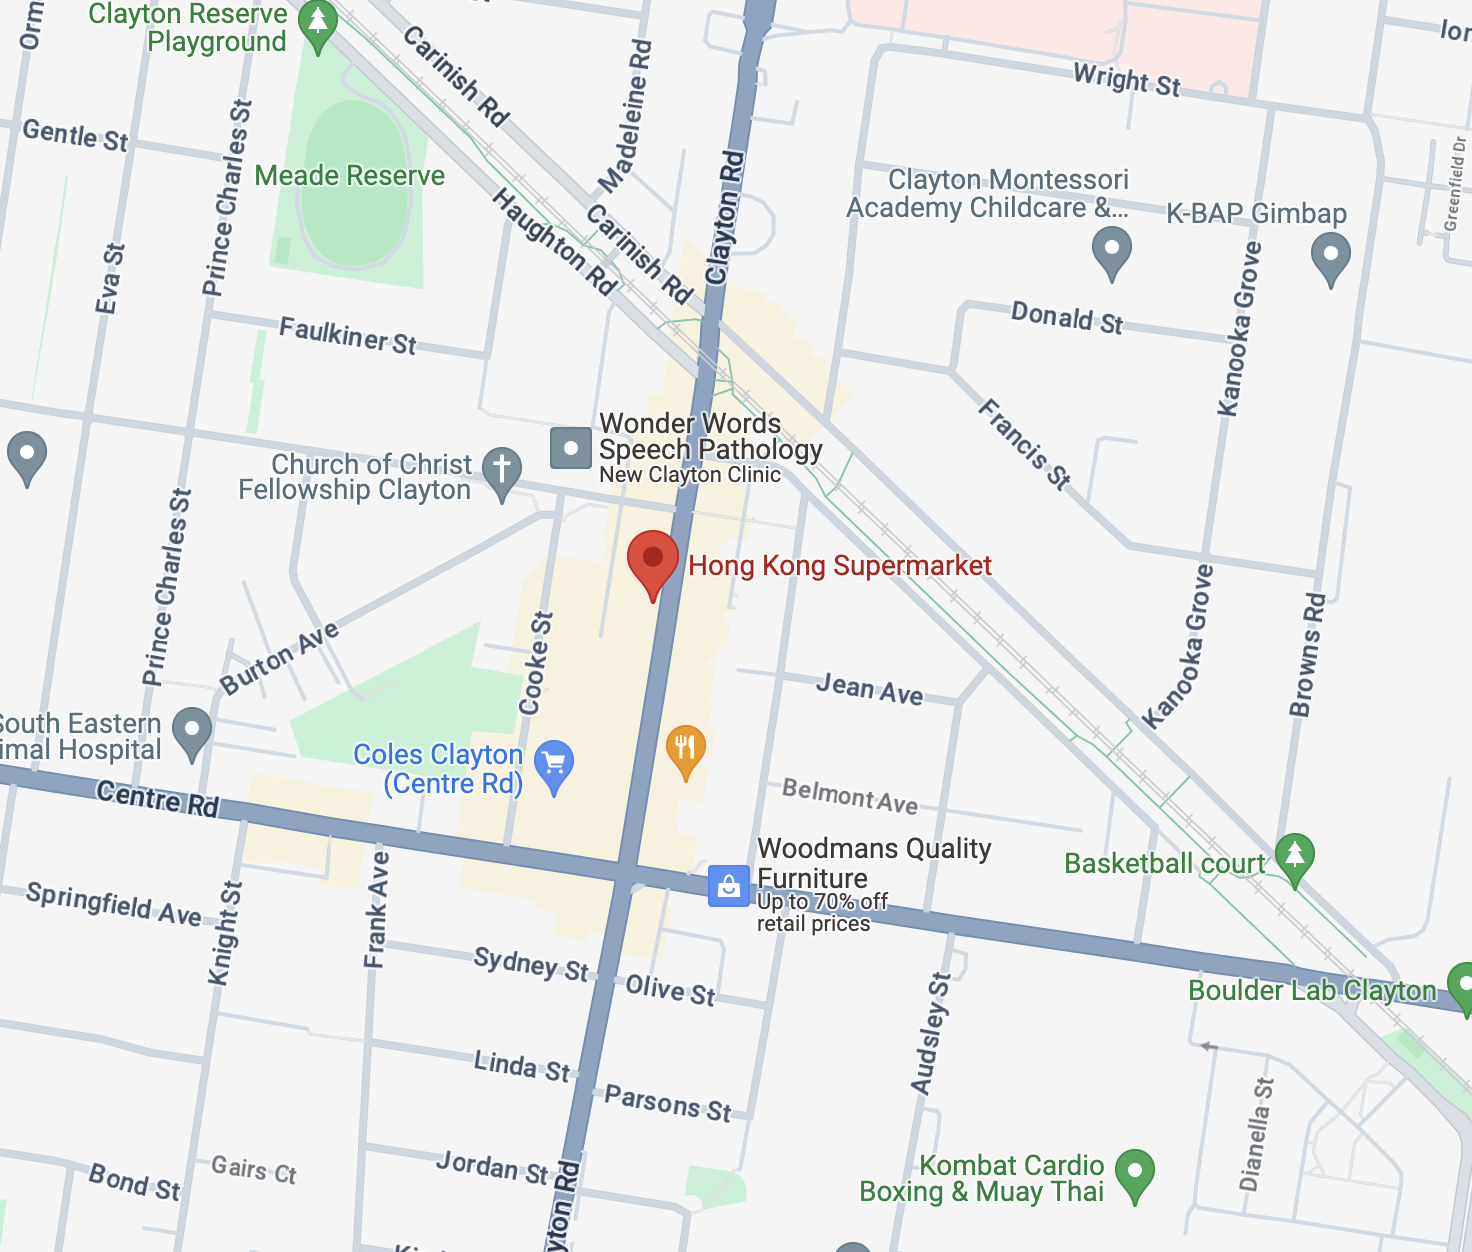 Orm
Clayton Reserve
Playground
Carinish Rd
Madeleine Rd
Wright St
Ior
Gentle St
Prince Charles St
Meade Reserve
Haughton Rd
Carinish Rd
Clayton Rd
Clayton Montessori
Academy Childcare &...
K-BAP Gimbap
Greenfield Dr
Eva St
Faulkiner St
Donald St
Kanooka Grove
Francis St
Wonder Words
Speech Pathology
New Clayton Clinic
Church of Christ
Fellowship Clayton
Hong Kong Supermarket
Prince Charles St
Burton Ave
Cooke St
Jean Ave
Kanooka Grove
Browns Rd
South Eastern
imal Hospital
Coles Clayton
(Centre Rd)
Centre Rd
Belmont Ave
Woodmans Quality
Furniture
Up to 70% off
retail prices
Basketball court
Springfield Ave
Knight St
Frank Ave
Sydney St
Olive St
Boulder Lab Clayton
Audsley St
Linda St
Parsons St
Dianella St
Bond St
Gairs Ct
Jordan St
yton Rd
Kombat Cardio
Boxing & Muay Thai